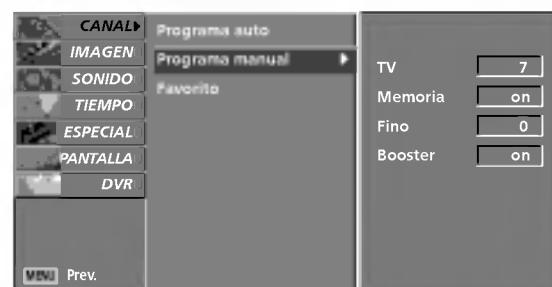 CANAL
IMAGEN
SONIDO
TIEMPO
ESPECIAL
PANTALLA
DVR
MENU Prev.
Programa auto
Programa manual
Favorito
TV 7
Memoria on
Fino 0
Booster on